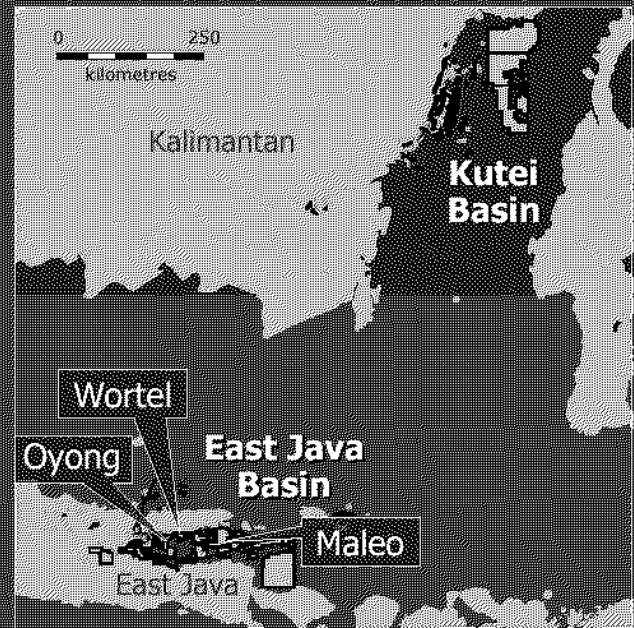 0 250
kilometres
Kalimantan
Kutei
Basin
Wortel
Oyong
East Java
Basin
Maleo
East Java